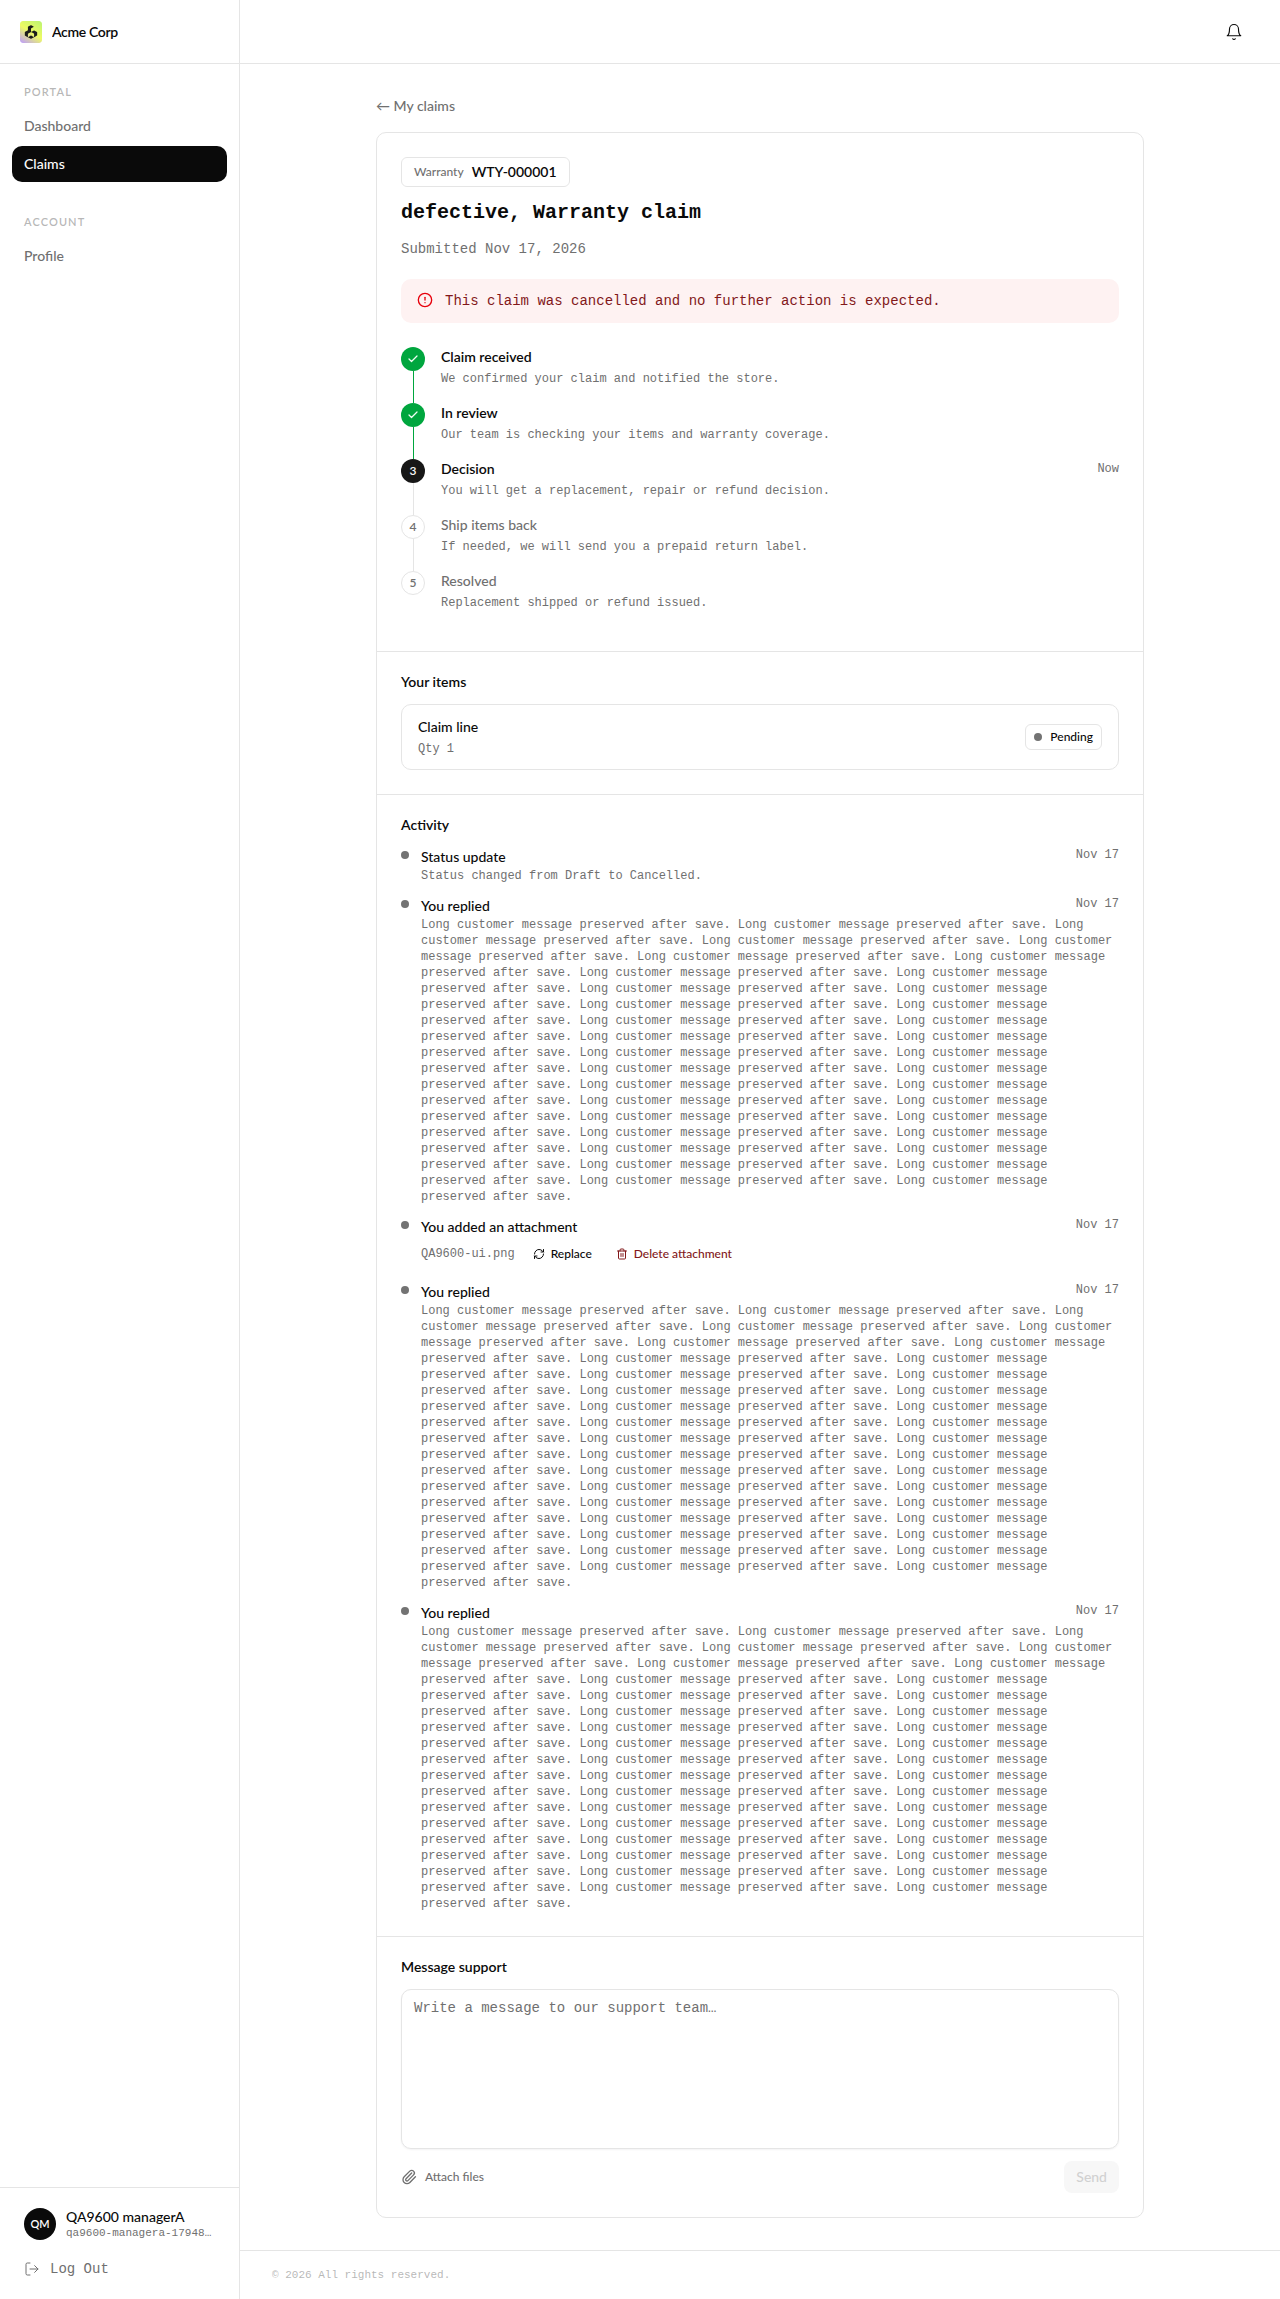 Acme Corp
PORTAL
Dashboard
Claims
ACCOUNT
Profile
← My claims
Warranty WTY-000001
defective, Warranty claim
Submitted Nov 17, 2026
This claim was cancelled and no further action is expected.
Claim received
We confirmed your claim and notified the store.
In review
Our team is checking your items and warranty coverage.
3 Decision Now
You will get a replacement, repair or refund decision.
4 Ship items back
If needed, we will send you a prepaid return label.
5 Resolved
Replacement shipped or refund issued.
Your items
Claim line
Qty 1
Pending
Activity
Status update Nov 17
Status changed from Draft to Cancelled.
You replied Nov 17
Long customer message preserved after save. Long customer message preserved after save. Long
customer message preserved after save. Long customer message preserved after save. Long customer
message preserved after save. Long customer message preserved after save. Long customer message
preserved after save. Long customer message preserved after save. Long customer message
preserved after save. Long customer message preserved after save. Long customer message
preserved after save. Long customer message preserved after save. Long customer message
preserved after save. Long customer message preserved after save. Long customer message
preserved after save. Long customer message preserved after save. Long customer message
preserved after save. Long customer message preserved after save. Long customer message
preserved after save. Long customer message preserved after save. Long customer message
preserved after save. Long customer message preserved after save. Long customer message
preserved after save. Long customer message preserved after save. Long customer message
preserved after save. Long customer message preserved after save. Long customer message
preserved after save. Long customer message preserved after save. Long customer message
preserved after save. Long customer message preserved after save. Long customer message
preserved after save. Long customer message preserved after save. Long customer message
preserved after save. Long customer message preserved after save. Long customer message
preserved after save.
You added an attachment Nov 17
QA9600-ui.png Replace Delete attachment
You replied Nov 17
Long customer message preserved after save. Long customer message preserved after save. Long
customer message preserved after save. Long customer message preserved after save. Long customer
message preserved after save. Long customer message preserved after save. Long customer message
preserved after save. Long customer message preserved after save. Long customer message
preserved after save. Long customer message preserved after save. Long customer message
preserved after save. Long customer message preserved after save. Long customer message
preserved after save. Long customer message preserved after save. Long customer message
preserved after save. Long customer message preserved after save. Long customer message
preserved after save. Long customer message preserved after save. Long customer message
preserved after save. Long customer message preserved after save. Long customer message
preserved after save. Long customer message preserved after save. Long customer message
preserved after save. Long customer message preserved after save. Long customer message
preserved after save. Long customer message preserved after save. Long customer message
preserved after save. Long customer message preserved after save. Long customer message
preserved after save. Long customer message preserved after save. Long customer message
preserved after save. Long customer message preserved after save. Long customer message
preserved after save. Long customer message preserved after save. Long customer message
preserved after save.
You replied Nov 17
Long customer message preserved after save. Long customer message preserved after save. Long
customer message preserved after save. Long customer message preserved after save. Long customer
message preserved after save. Long customer message preserved after save. Long customer message
preserved after save. Long customer message preserved after save. Long customer message
preserved after save. Long customer message preserved after save. Long customer message
preserved after save. Long customer message preserved after save. Long customer message
preserved after save. Long customer message preserved after save. Long customer message
preserved after save. Long customer message preserved after save. Long customer message
preserved after save. Long customer message preserved after save. Long customer message
preserved after save. Long customer message preserved after save. Long customer message
preserved after save. Long customer message preserved after save. Long customer message
preserved after save. Long customer message preserved after save. Long customer message
preserved after save. Long customer message preserved after save. Long customer message
preserved after save. Long customer message preserved after save. Long customer message
preserved after save. Long customer message preserved after save. Long customer message
preserved after save. Long customer message preserved after save. Long customer message
preserved after save. Long customer message preserved after save. Long customer message
preserved after save.
Message support
Write a message to our support team…
Attach files
Send
QM QA9600 managerA
qa9600-managera-17948…
Log Out
© 2026 All rights reserved.